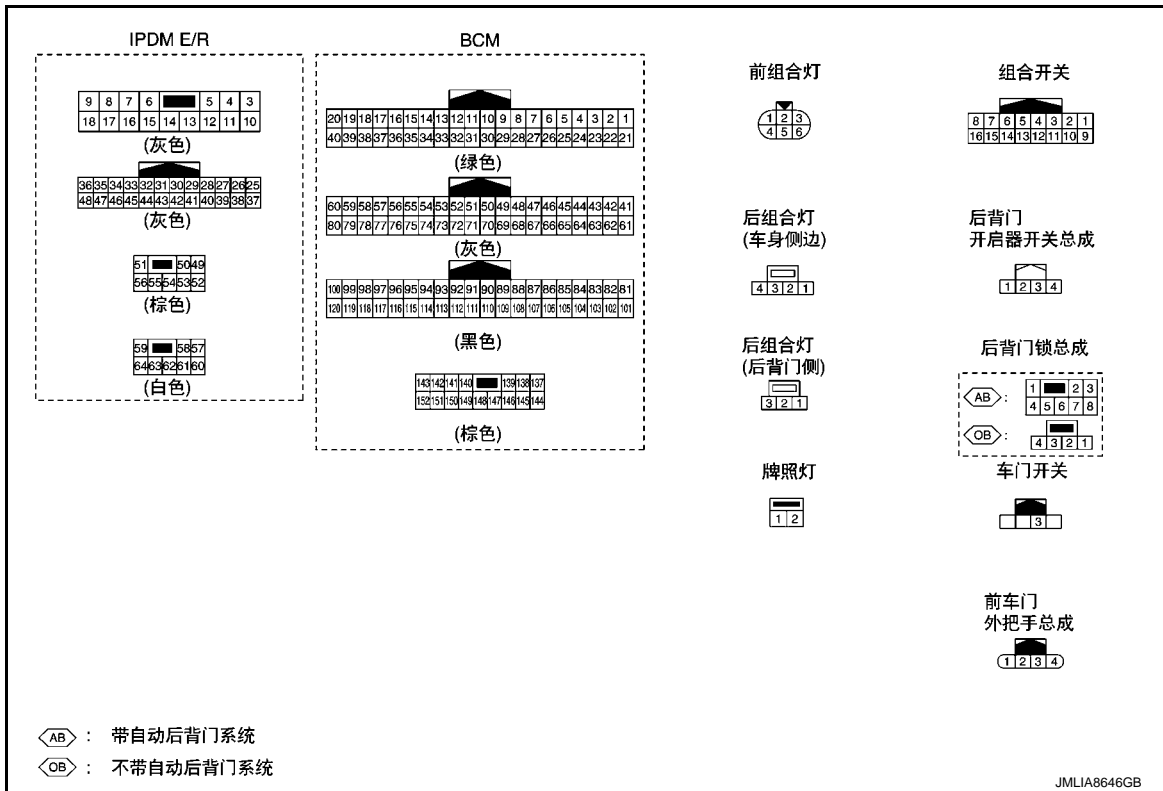 IPDM E/R
9 8 7 6 5 4 3
18 17 16 15 14 13 12 11 10
(灰色)
36 35 34 33 32 31 30 29 28 27 26 25
48 47 46 45 44 43 42 41 40 39 38 37
(灰色)
51 50 49
56 55 54 53 52
(棕色)
59 58 57
64 63 62 61 60
(白色)
BCM
20 19 18 17 16 15 14 13 12 11 10 9 8 7 6 5 4 3 2 1
40 39 38 37 36 35 34 33 32 31 30 29 28 27 26 25 24 23 22 21
(绿色)
60 59 58 57 56 55 54 53 52 51 50 49 48 47 46 45 44 43 42 41
80 79 78 77 76 75 74 73 72 71 70 69 68 67 66 65 64 63 62 61
(灰色)
100 99 98 97 96 95 94 93 92 91 90 89 88 87 86 85 84 83 82 81
120 119 118 117 116 115 114 113 112 111 110 109 108 107 106 105 104 103 102 101
(黑色)
143 142 141 140 139 138 137
152 151 150 149 148 147 146 145 144
(棕色)
前组合灯
1 2 3
4 5 6
后组合灯
(车身侧边)
4 3 2 1
后组合灯
(后背门侧)
3 2 1
牌照灯
1 2
组合开关
8 7 6 5 4 3 2 1
16 15 14 13 12 11 10 9
后背门
开启器开关总成
1 2 3 4
后背门锁总成
AB :
1 2 3
4 5 6 7 8
OB :
4 3 2 1
车门开关
3
前车门
外把手总成
1 2 3 4
AB : 带自动后背门系统
OB : 不带自动后背门系统
JMLIA8646GB